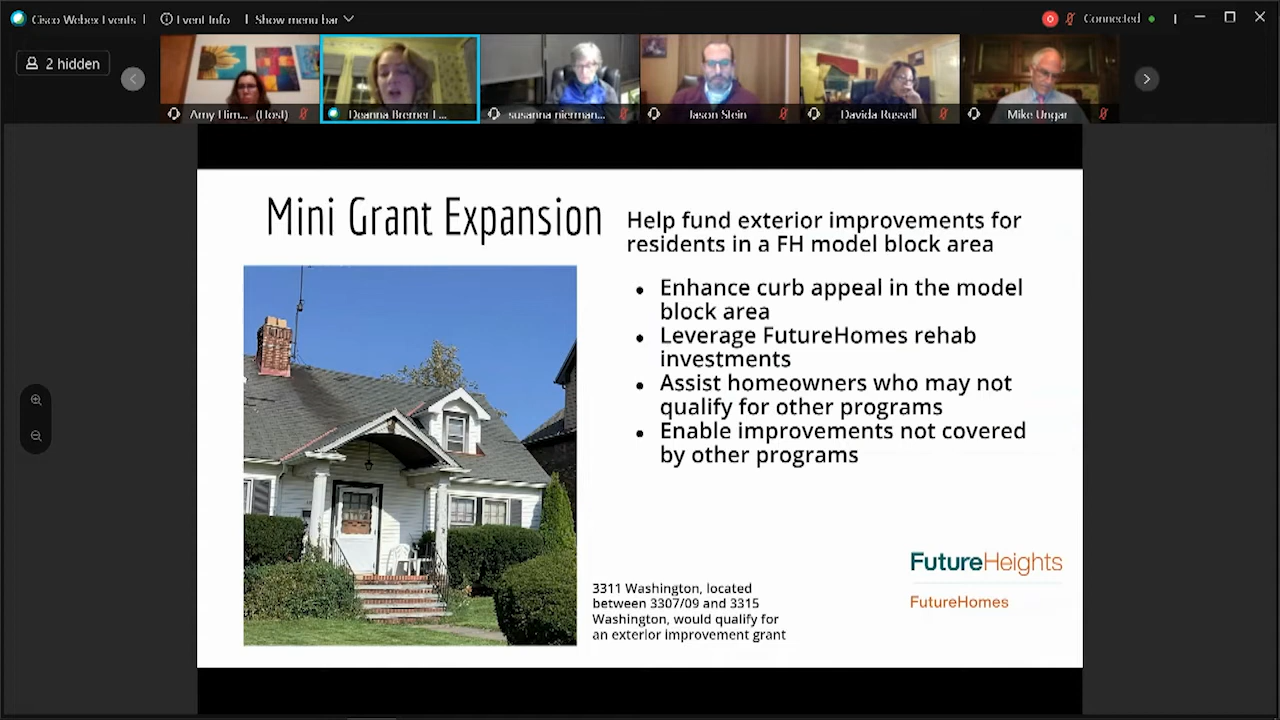 Cisco Webex Events
Event Info
Show menu bar
Connected
2 hidden
Amy Him... (Host)
Deanna Bremer
susanna nierman...
Jason Stein
Davida Russell
Mike Ungar
Mini Grant Expansion
Help fund exterior improvements for
residents in a FH model block area
• Enhance curb appeal in the model
block area
• Leverage FutureHomes rehab
investments
• Assist homeowners who may not
qualify for other programs
• Enable improvements not covered
by other programs
3311 Washington, located
between 3307/09 and 3315
Washington, would qualify for
an exterior improvement grant
FutureHeights
FutureHomes